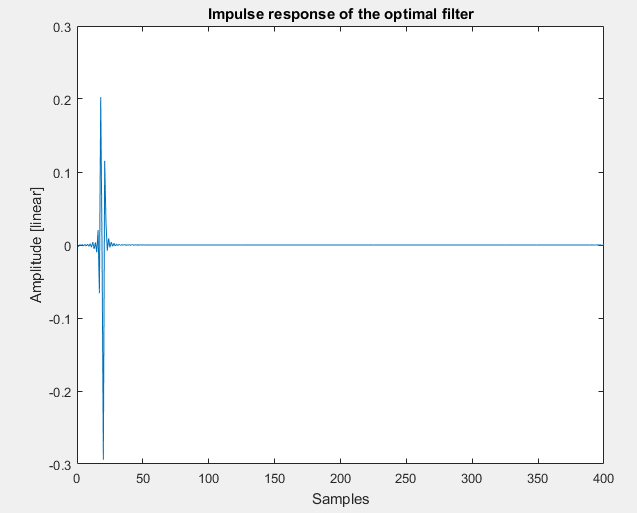 Impulse response of the optimal filter
0.3
0.2
0.1
0
-0.1
-0.2
-0.3
Amplitude [linear]
0 50 100 150 200 250 300 350 400
Samples